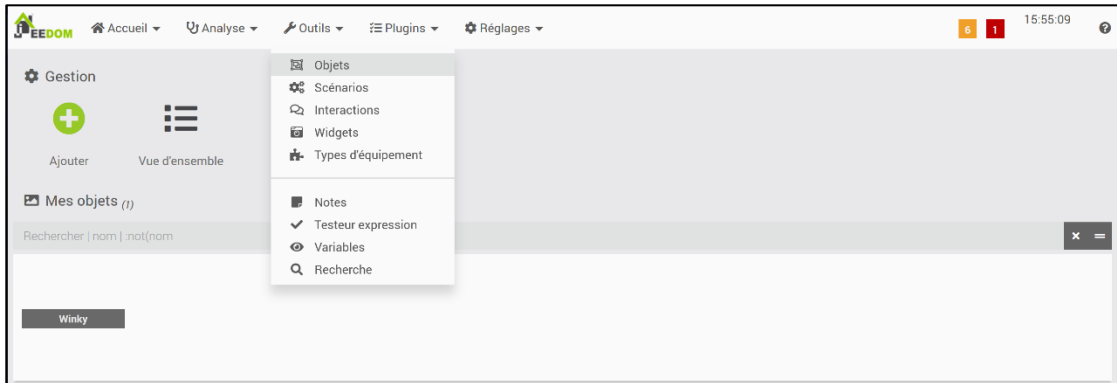 JEEDOM Accueil Analyse Outils Plugins Réglages 6 1 15:55:09
Objets
Gestion
Scénarios
Interactions
Widgets
Ajouter Vue d'ensemble
Types d'équipement
Mes objets (1)
Notes
Testeur expression
Rechercher | nom | :not(nom
Variables
Recherche
Winky